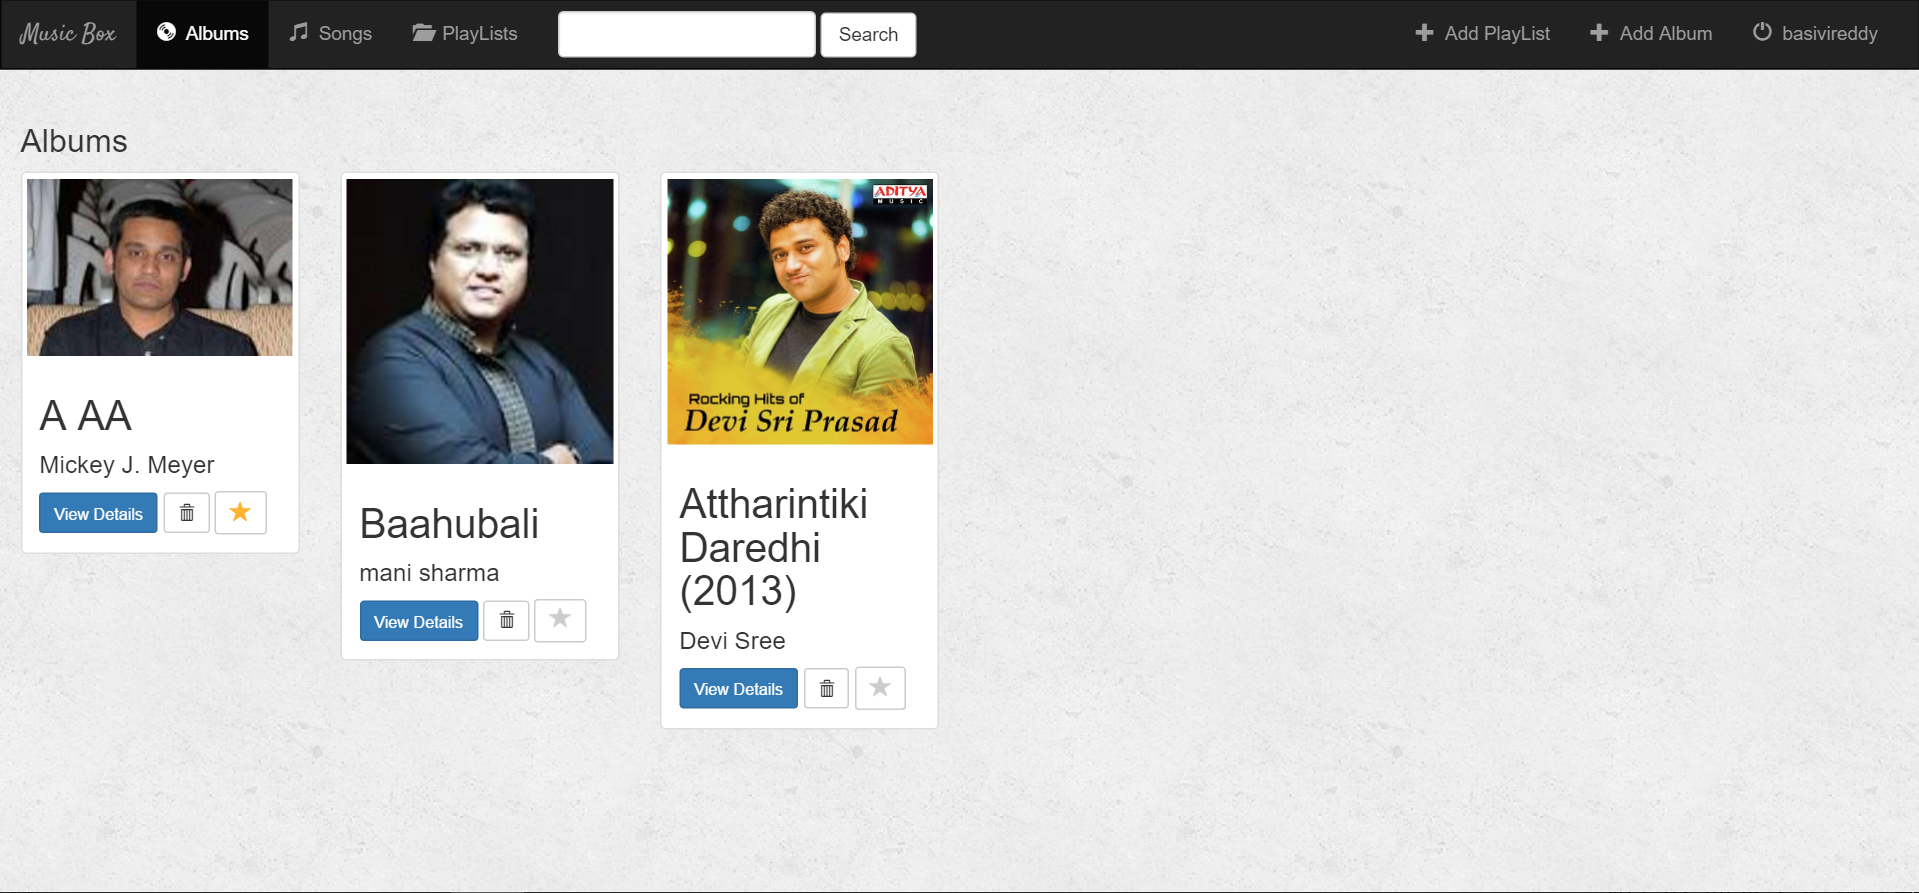 Music Box
Albums
Songs
PlayLists
Search
Add PlayList
Add Album
basivireddy
Albums
A AA
Mickey J. Meyer
View Details
Baahubali
mani sharma
View Details
ADITYA
MUSIC
Rocking Hits of
Devi Sri Prasad
Attharintiki
Daredhi
(2013)
Devi Sree
View Details